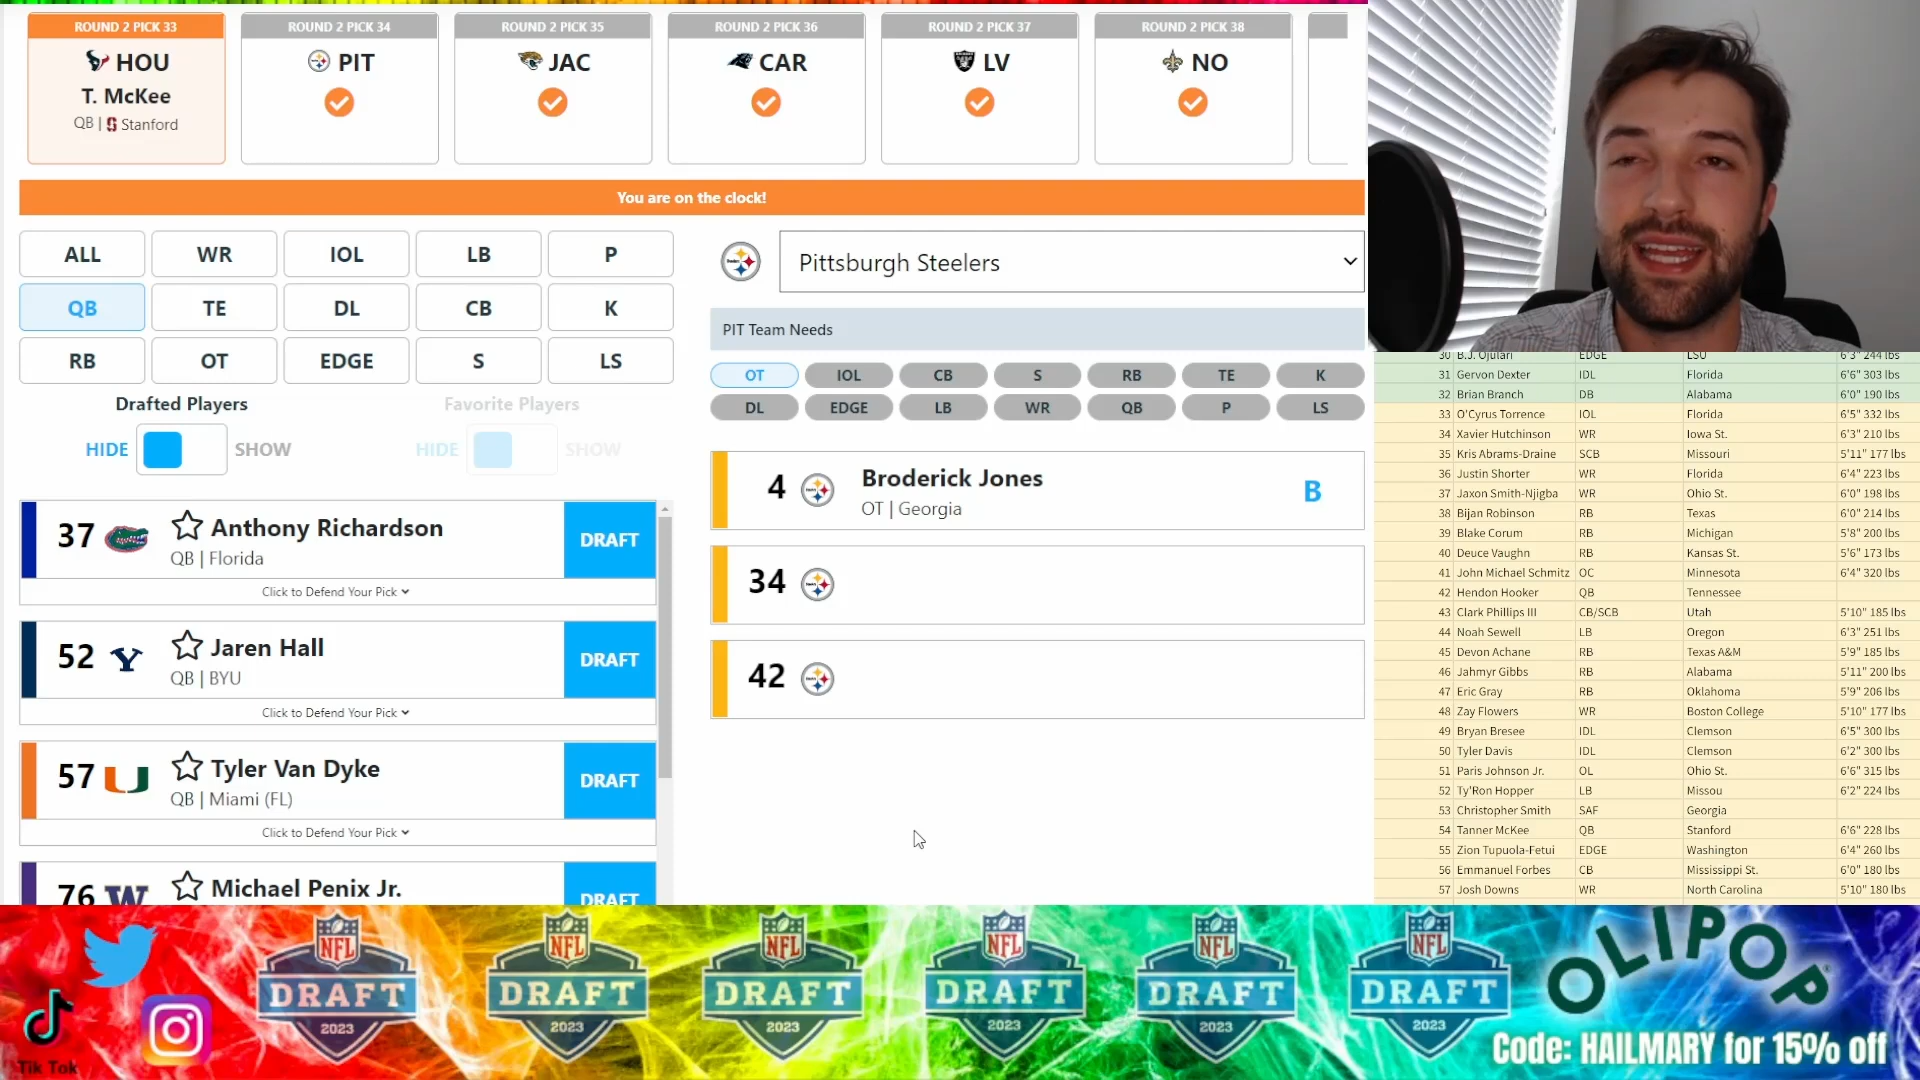 ROUND 2 PICK 33
HOU
T. McKee
QB | Stanford
ROUND 2 PICK 34
PIT
ROUND 2 PICK 35
JAC
ROUND 2 PICK 36
CAR
ROUND 2 PICK 37
LV
ROUND 2 PICK 38
NO
You are on the clock!
ALL WR IOL LB P
QB TE DL CB K
RB OT EDGE S LS
Drafted Players
HIDE SHOW
Favorite Players
HIDE SHOW
37 Anthony Richardson
QB | Florida
DRAFT
Click to Defend Your Pick
52 Jaren Hall
QB | BYU
DRAFT
Click to Defend Your Pick
57 Tyler Van Dyke
QB | Miami (FL)
DRAFT
Click to Defend Your Pick
76 Michael Penix Jr.
DRAFT
Pittsburgh Steelers
PIT Team Needs
OT IOL CB S RB TE K
DL EDGE LB WR QB P LS
4 Broderick Jones B
OT | Georgia
34
42
30 B.J. Ojulari EDGE LSU 6'3" 244 lbs
31 Gervon Dexter IDL Florida 6'6" 303 lbs
32 Brian Branch DB Alabama 6'0" 190 lbs
33 O'Cyrus Torrence IOL Florida 6'5" 332 lbs
34 Xavier Hutchinson WR Iowa St. 6'3" 210 lbs
35 Kris Abrams-Draine SCB Missouri 5'11" 177 lbs
36 Justin Shorter WR Florida 6'4" 223 lbs
37 Jaxon Smith-Njigba WR Ohio St. 6'0" 198 lbs
38 Bijan Robinson RB Texas 6'0" 214 lbs
39 Blake Corum RB Michigan 5'8" 200 lbs
40 Deuce Vaughn RB Kansas St. 5'6" 173 lbs
41 John Michael Schmitz OC Minnesota 6'4" 320 lbs
42 Hendon Hooker QB Tennessee
43 Clark Phillips III CB/SCB Utah 5'10" 185 lbs
44 Noah Sewell LB Oregon 6'3" 251 lbs
45 Devon Achane RB Texas A&M 5'9" 185 lbs
46 Jahmyr Gibbs RB Alabama 5'11" 200 lbs
47 Eric Gray RB Oklahoma 5'9" 206 lbs
48 Zay Flowers WR Boston College 5'10" 177 lbs
49 Bryan Bresee IDL Clemson 6'5" 300 lbs
50 Tyler Davis IDL Clemson 6'2" 300 lbs
51 Paris Johnson Jr. OL Ohio St. 6'6" 315 lbs
52 Ty'Ron Hopper LB Missou 6'2" 224 lbs
53 Christopher Smith SAF Georgia
54 Tanner McKee QB Stanford 6'6" 228 lbs
55 Zion Tupuola-Fetui EDGE Washington 6'4" 260 lbs
56 Emmanuel Forbes CB Mississippi St. 6'0" 180 lbs
57 Josh Downs WR North Carolina 5'10" 180 lbs
Tik Tok
NFL DRAFT 2023
NFL DRAFT 2023
NFL DRAFT 2023
NFL DRAFT 2023
NFL DRAFT 2023
NFL DRAFT 2023
OLIPOP
Code: HAILMARY for 15% off